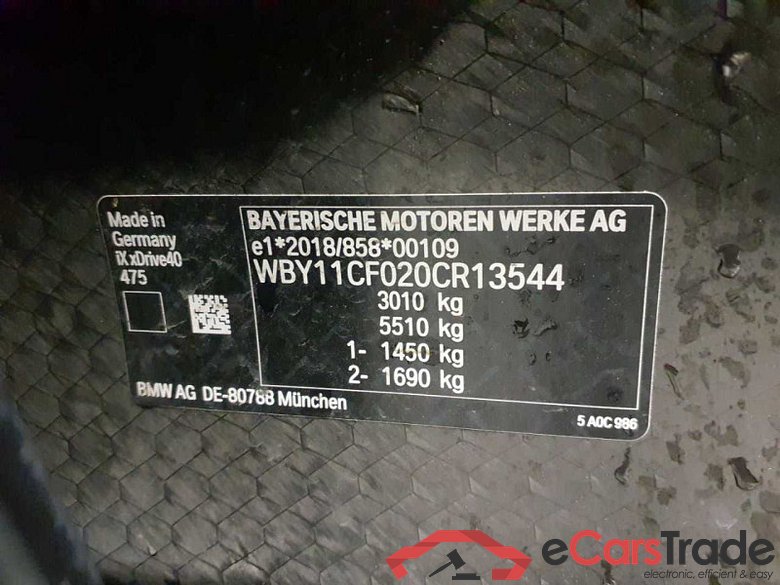 Made in
Germany
iX xDrive40
475
BAYERISCHE MOTOREN WERKE AG
e1*2018/858*00109
WBY11CF020CR13544
3010 kg
5510 kg
1- 1450 kg
2- 1690 kg
BMW AG DE-80788 München
5 A0C 986
eCarsTrade
electronic, efficient & easy